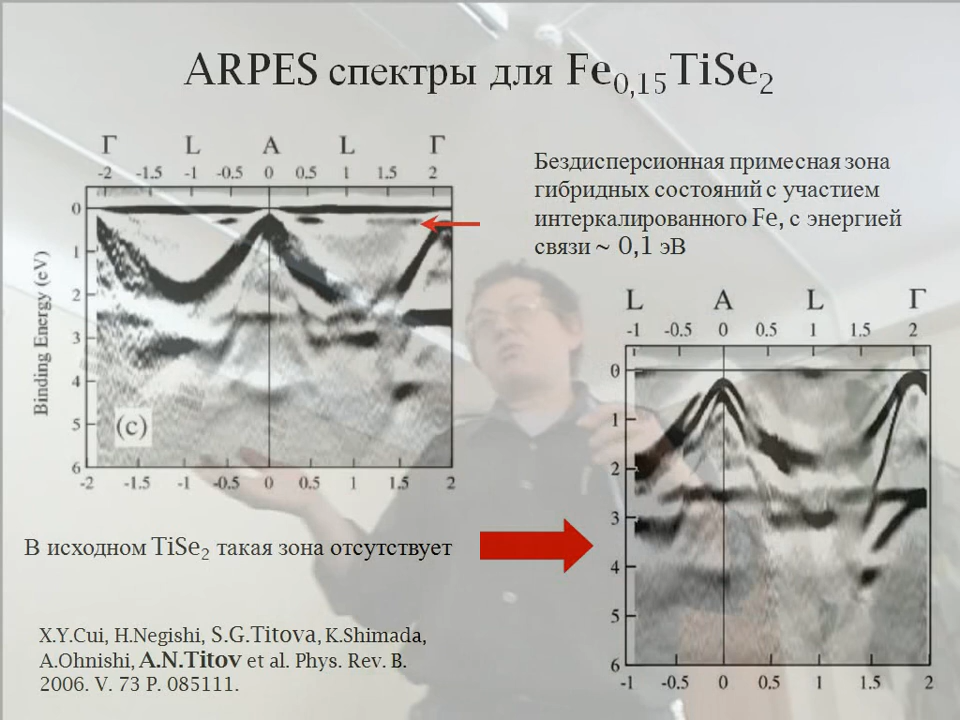 ARPES спектры для Fe0,15TiSe2
Γ L A L Γ
-2 -1.5 -1 -0.5 0 0.5 1 1.5 2
0
1
2
3
4
5
6
Binding Energy (eV)
(c)
-2 -1.5 -1 -0.5 0 0.5 1 1.5 2
Бездисперсионная примесная зона
гибридных состояний с участием
интеркалированного Fe, с энергией
связи ~ 0,1 эВ
L A L Γ
-1 -0.5 0 0.5 1 1.5 2
0
1
2
3
4
5
6
-1 0 0.5 1 1.5 2
В исходном TiSe2 такая зона отсутствует
X.Y.Cui, H.Negishi, S.G.Titova, K.Shimada,
A.Ohnishi, A.N.Titov et al. Phys. Rev. B.
2006. V. 73 P. 085111.